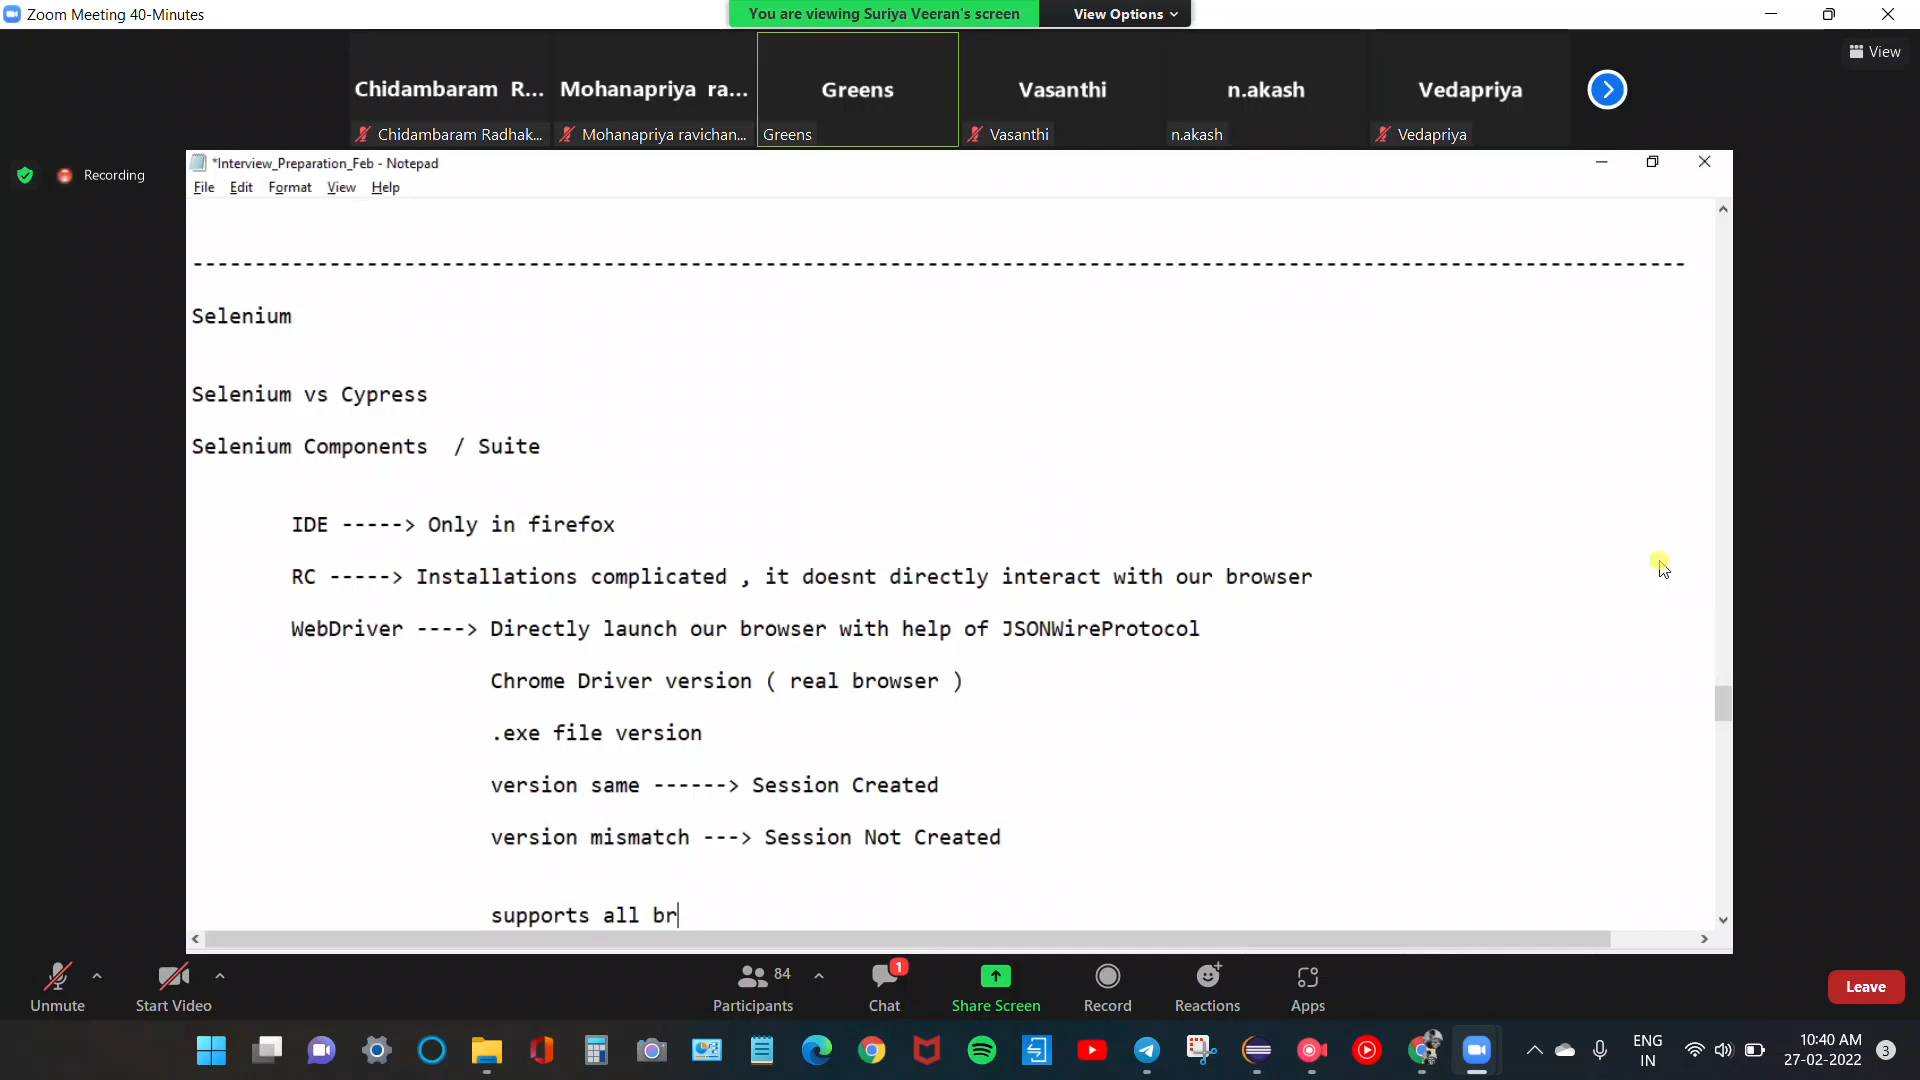 Zoom Meeting 40-Minutes
You are viewing Suriya Veeran's screen
View Options
View
Chidambaram R...
Mohanapriya ra...
Greens
Vasanthi
n.akash
Vedapriya
Chidambaram Radhak...
Mohanapriya ravichan...
Greens
Vasanthi
n.akash
Vedapriya
Recording
*Interview_Preparation_Feb - Notepad
File Edit Format View Help
--------------------------------------------------------------------------------------------------------------------
Selenium
Selenium vs Cypress
Selenium Components / Suite
IDE -----> Only in firefox
RC -----> Installations complicated , it doesnt directly interact with our browser
WebDriver ----> Directly launch our browser with help of JSONWireProtocol
Chrome Driver version ( real browser )
.exe file version
version same ------> Session Created
version mismatch ---> Session Not Created
supports all br
Unmute
Start Video
84
Participants
1
Chat
Share Screen
Record
Reactions
Apps
Leave
ENG
IN
10:40 AM
27-02-2022
3